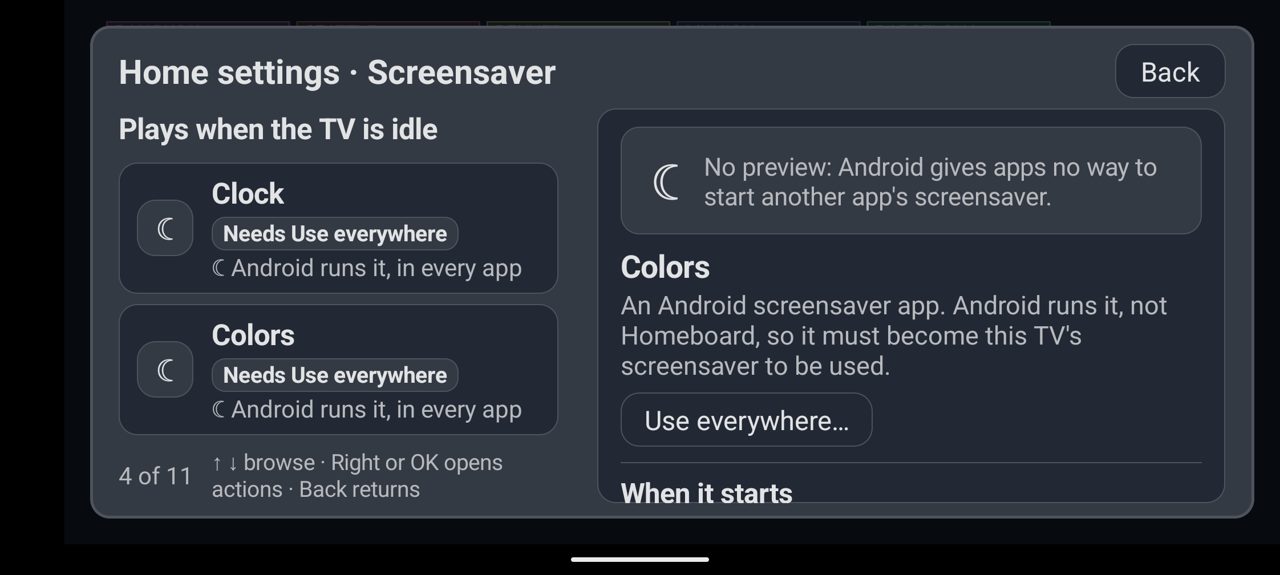 Home settings · Screensaver
Back
Plays when the TV is idle
Clock
Needs Use everywhere
☾ Android runs it, in every app
Colors
Needs Use everywhere
☾ Android runs it, in every app
4 of 11
↑ ↓ browse · Right or OK opens
actions · Back returns
☾
No preview: Android gives apps no way to
start another app's screensaver.
Colors
An Android screensaver app. Android runs it, not
Homeboard, so it must become this TV's
screensaver to be used.
Use everywhere…
When it starts